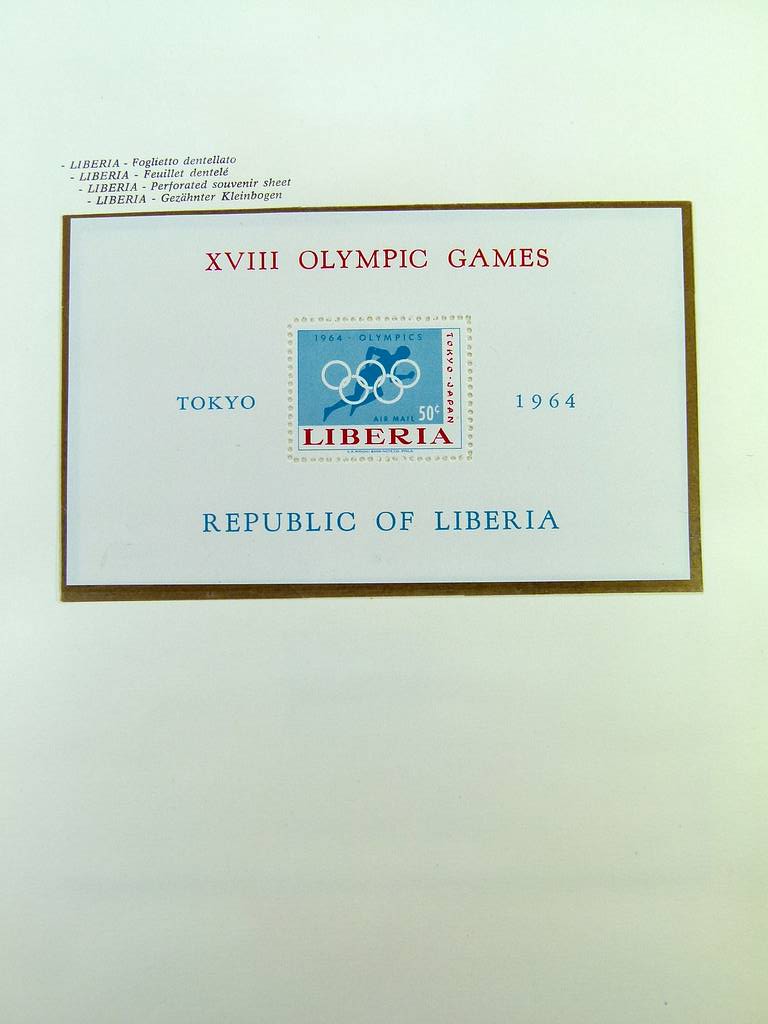 - LIBERIA - Foglietto dentellato
- LIBERIA - Feuillet dentelé
- LIBERIA - Perforated souvenir sheet
- LIBERIA - Gezähnter Kleinbogen
XVIII OLYMPIC GAMES
1964 · OLYMPICS
TOKYO · JAPAN
TOKYO
1964
AIR MAIL 50¢
LIBERIA
REPUBLIC OF LIBERIA